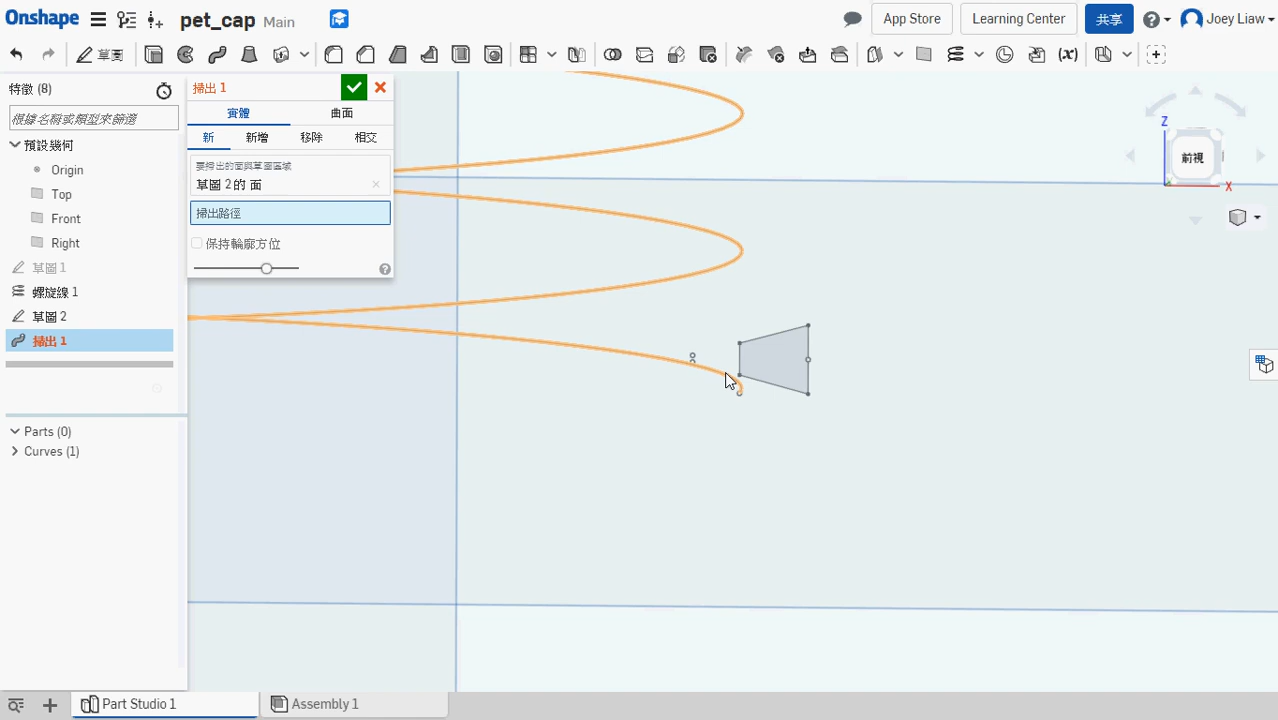 Onshape
pet_cap Main
App Store
Learning Center
共享
Joey Liaw
草圖
特徵 (8)
根據名稱或類型來篩選
預設幾何
Origin
Top
Front
Right
草圖 1
螺旋線 1
草圖 2
掃出 1
Parts (0)
Curves (1)
掃出 1
實體 曲面
新 新增 移除 相交
要掃出的面與草圖區域
草圖 2的 面
掃出路徑
保持輪廓方位
Z
前視
X
Part Studio 1
Assembly 1